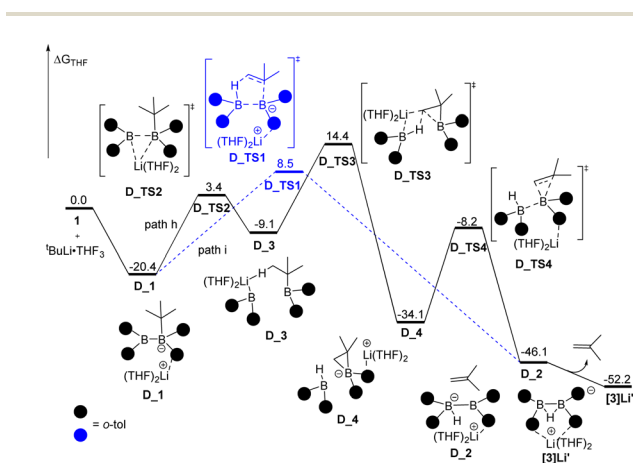 ΔG_THF
‡
‡
‡
‡
H
B B
⊖
⊕
(THF)₂Li
D_TS1
B B
Li(THF)₂
D_TS2
(THF)₂Li
B H B
D_TS3
H
B B
(THF)₂Li
D_TS4
14.4
D_TS3
8.5
D_TS1
3.4
D_TS2
0.0
1
+
ᵗBuLi•THF₃
path h
path i
-9.1
D_3
-8.2
D_TS4
-20.4
D_1
(THF)₂Li H
B B
D_3
-34.1
D_4
-46.1
D_2
-52.2
[3]Li'
B B
⊖
⊕
(THF)₂Li
D_1
H
B ⊖B
⊕
Li(THF)₂
D_4
⊖B B
H
⊕
(THF)₂Li
D_2
⊖
B B
H
⊕
Li(THF)₂
[3]Li'
= o-tol